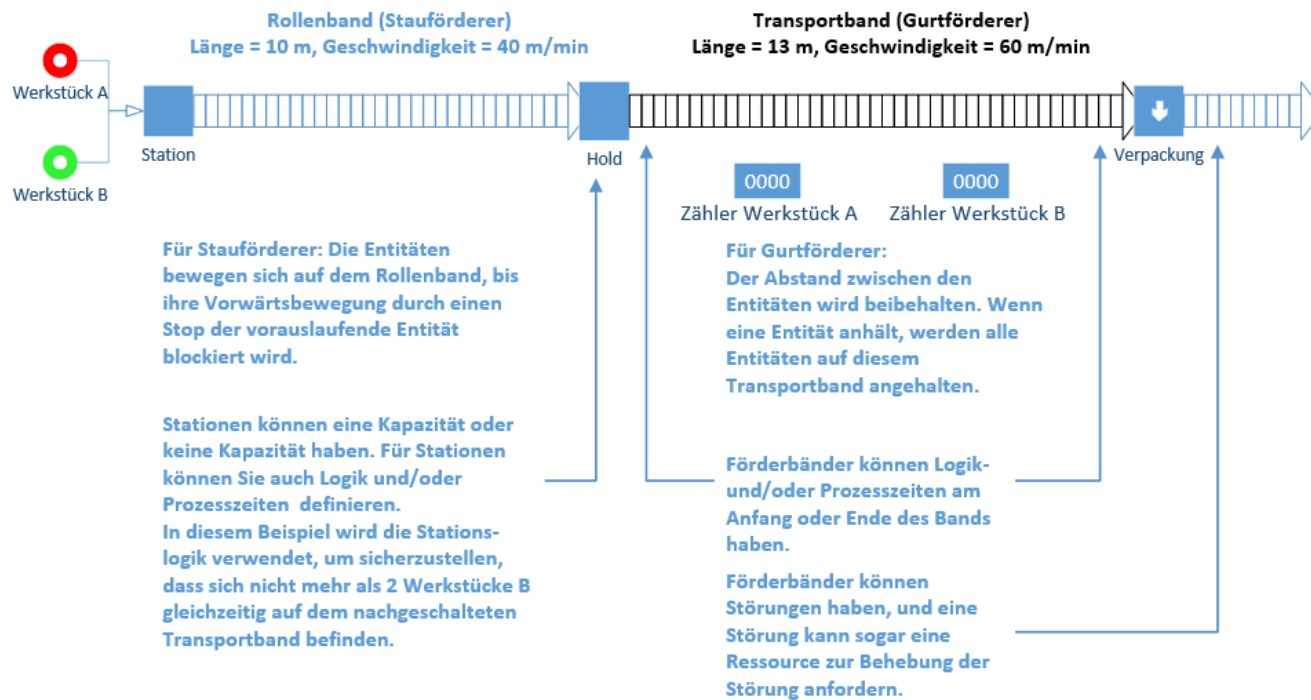 Rollenband (Stauförderer)
Länge = 10 m, Geschwindigkeit = 40 m/min
Transportband (Gurtförderer)
Länge = 13 m, Geschwindigkeit = 60 m/min
Werkstück A
Werkstück B
Station
Hold
Verpackung
0000
Zähler Werkstück A
0000
Zähler Werkstück B
Für Stauförderer: Die Entitäten
bewegen sich auf dem Rollenband, bis
ihre Vorwärtsbewegung durch einen
Stop der vorauslaufende Entität
blockiert wird.
Stationen können eine Kapazität oder
keine Kapazität haben. Für Stationen
können Sie auch Logik und/oder
Prozesszeiten definieren.
In diesem Beispiel wird die Stations-
logik verwendet, um sicherzustellen,
dass sich nicht mehr als 2 Werkstücke B
gleichzeitig auf dem nachgeschalteten
Transportband befinden.
Für Gurtförderer:
Der Abstand zwischen den
Entitäten wird beibehalten. Wenn
eine Entität anhält, werden alle
Entitäten auf diesem
Transportband angehalten.
Förderbänder können Logik-
und/oder Prozesszeiten am
Anfang oder Ende des Bands
haben.
Förderbänder können
Störungen haben, und eine
Störung kann sogar eine
Ressource zur Behebung der
Störung anfordern.